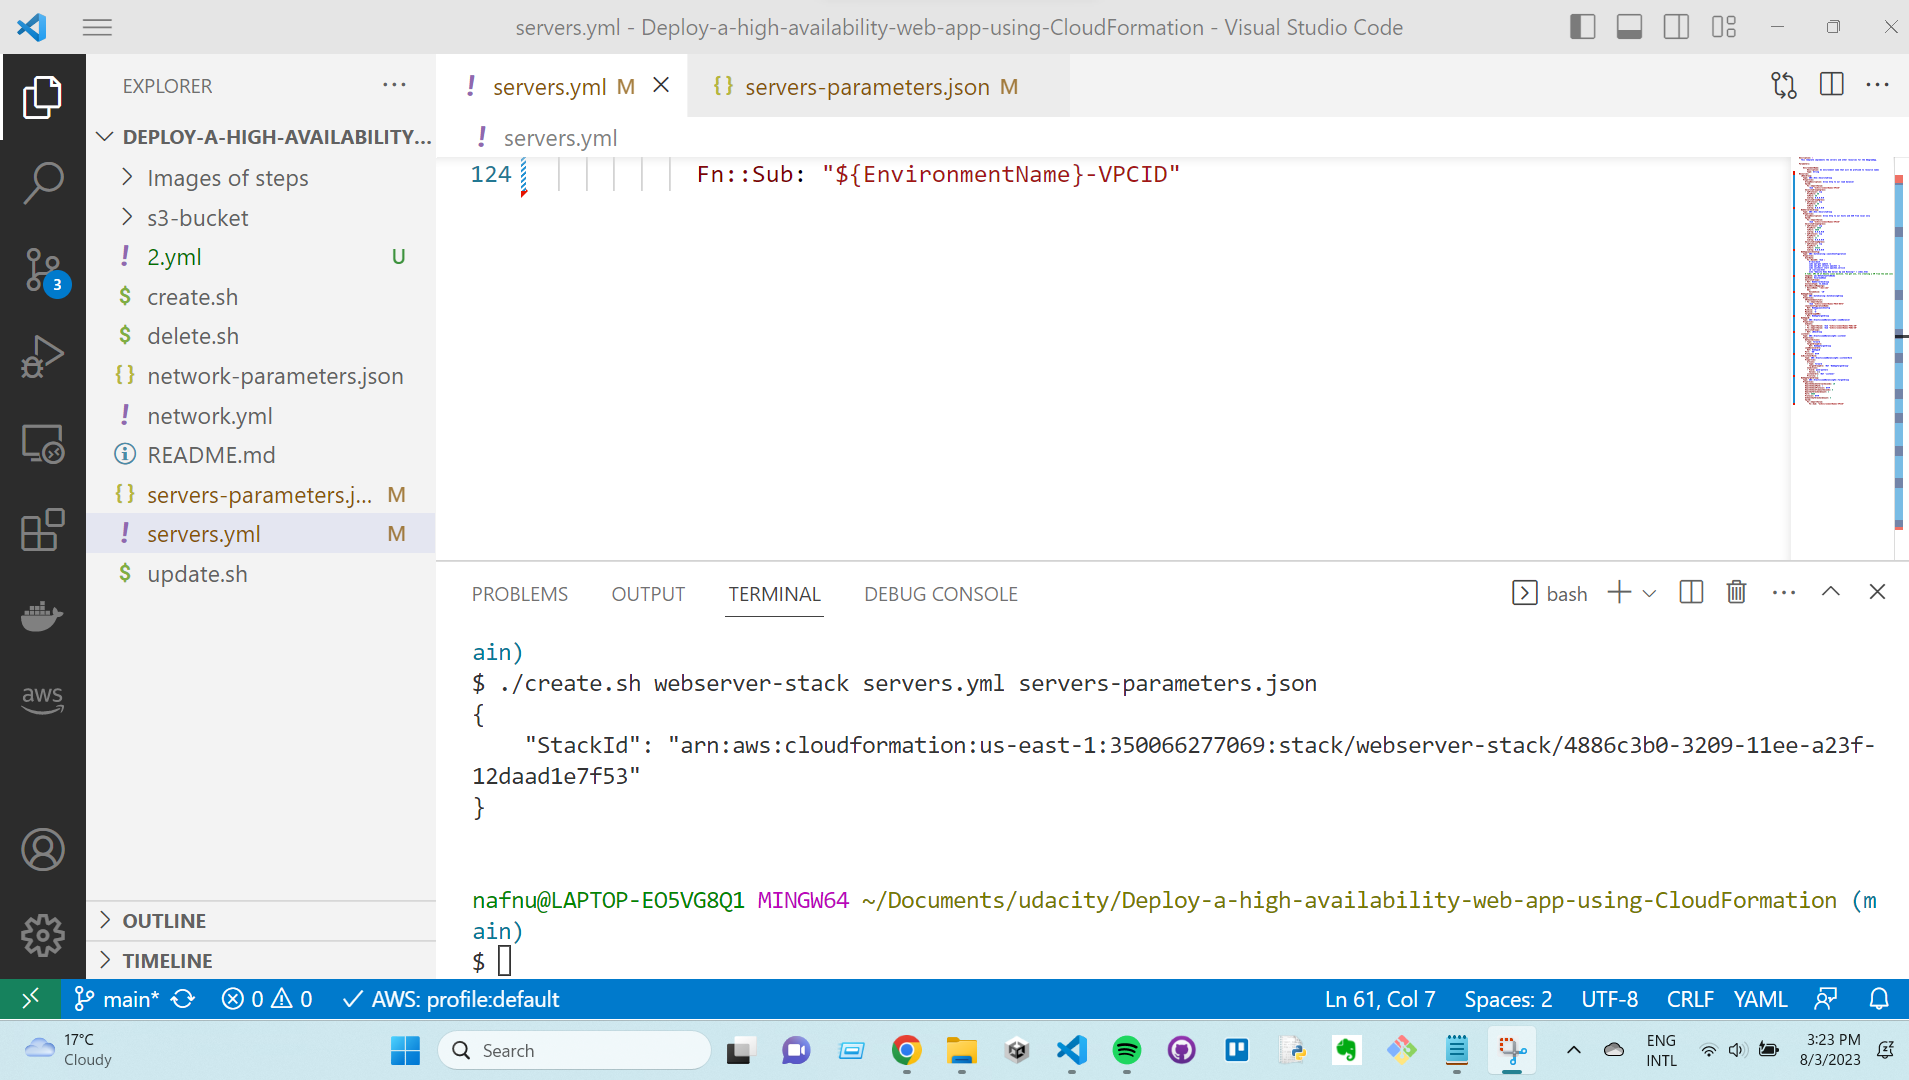 servers.yml - Deploy-a-high-availability-web-app-using-CloudFormation - Visual Studio Code
EXPLORER
DEPLOY-A-HIGH-AVAILABILITY...
Images of steps
s3-bucket
! 2.yml U
$ create.sh
$ delete.sh
{} network-parameters.json
! network.yml
README.md
{} servers-parameters.j... M
! servers.yml M
$ update.sh
OUTLINE
TIMELINE
3
aws
! servers.yml M
{} servers-parameters.json M
! servers.yml
124 Fn::Sub: "${EnvironmentName}-VPCID"
PROBLEMS OUTPUT TERMINAL DEBUG CONSOLE
bash
ain)
$ ./create.sh webserver-stack servers.yml servers-parameters.json
{
"StackId": "arn:aws:cloudformation:us-east-1:350066277069:stack/webserver-stack/4886c3b0-3209-11ee-a23f-
12daad1e7f53"
}
nafnu@LAPTOP-EO5VG8Q1 MINGW64 ~/Documents/udacity/Deploy-a-high-availability-web-app-using-CloudFormation (m
ain)
$
main* 0 0 AWS: profile:default Ln 61, Col 7 Spaces: 2 UTF-8 CRLF YAML
17°C
Cloudy
Search
ENG
INTL
3:23 PM
8/3/2023